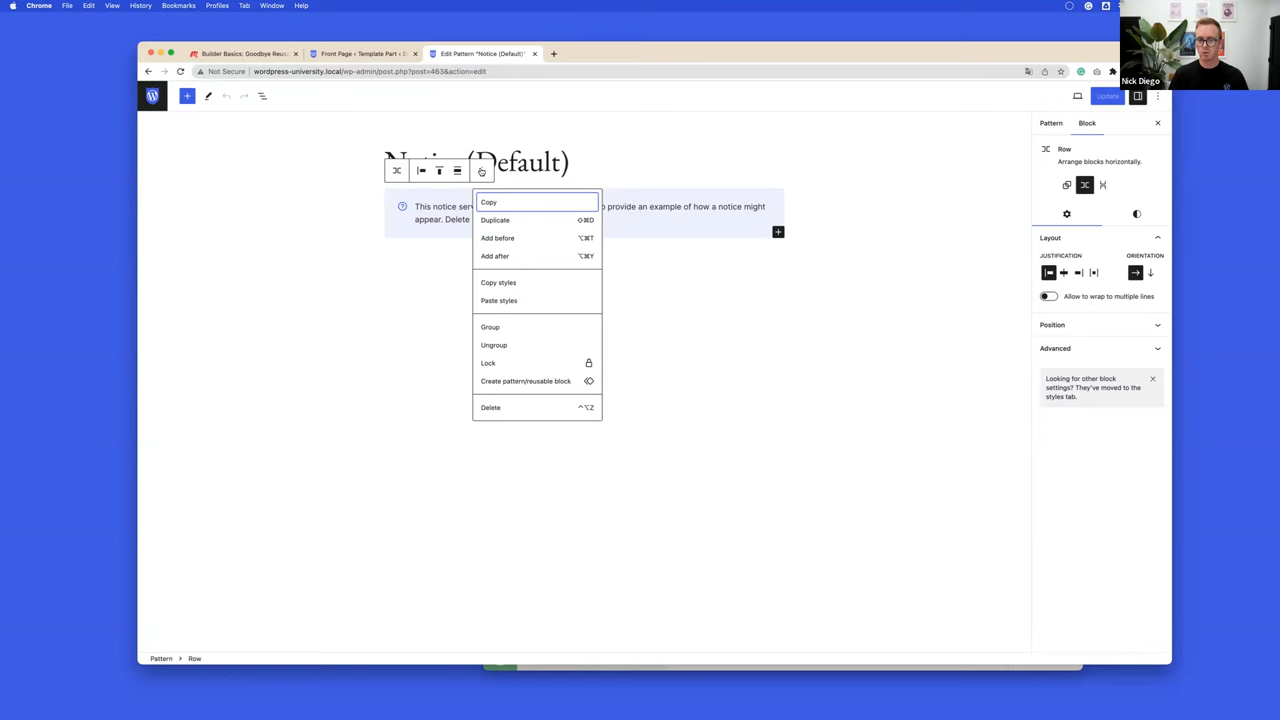 Chrome File Edit View History Bookmarks Profiles Tab Window Help
Nick Diego
Builder Basics: Goodbye Reus
Front Page ‹ Template Part ‹ E
Edit Pattern "Notice (Default)"
Not Secure wordpress-university.local/wp-admin/post.php?post=463&action=edit
Update
Pattern Block
Notice (Default)
Row
Arrange blocks horizontally.
This notice serv
o provide an example of how a notice might
appear. Delete
Copy
Duplicate ⇧⌘D
Add before ⌥⌘T
Add after ⌥⌘Y
Copy styles
Paste styles
Group
Ungroup
Lock
Create pattern/reusable block
Delete ^⌥Z
Layout
JUSTIFICATION ORIENTATION
Allow to wrap to multiple lines
Position
Advanced
Looking for other block
settings? They've moved to the
styles tab.
Pattern > Row